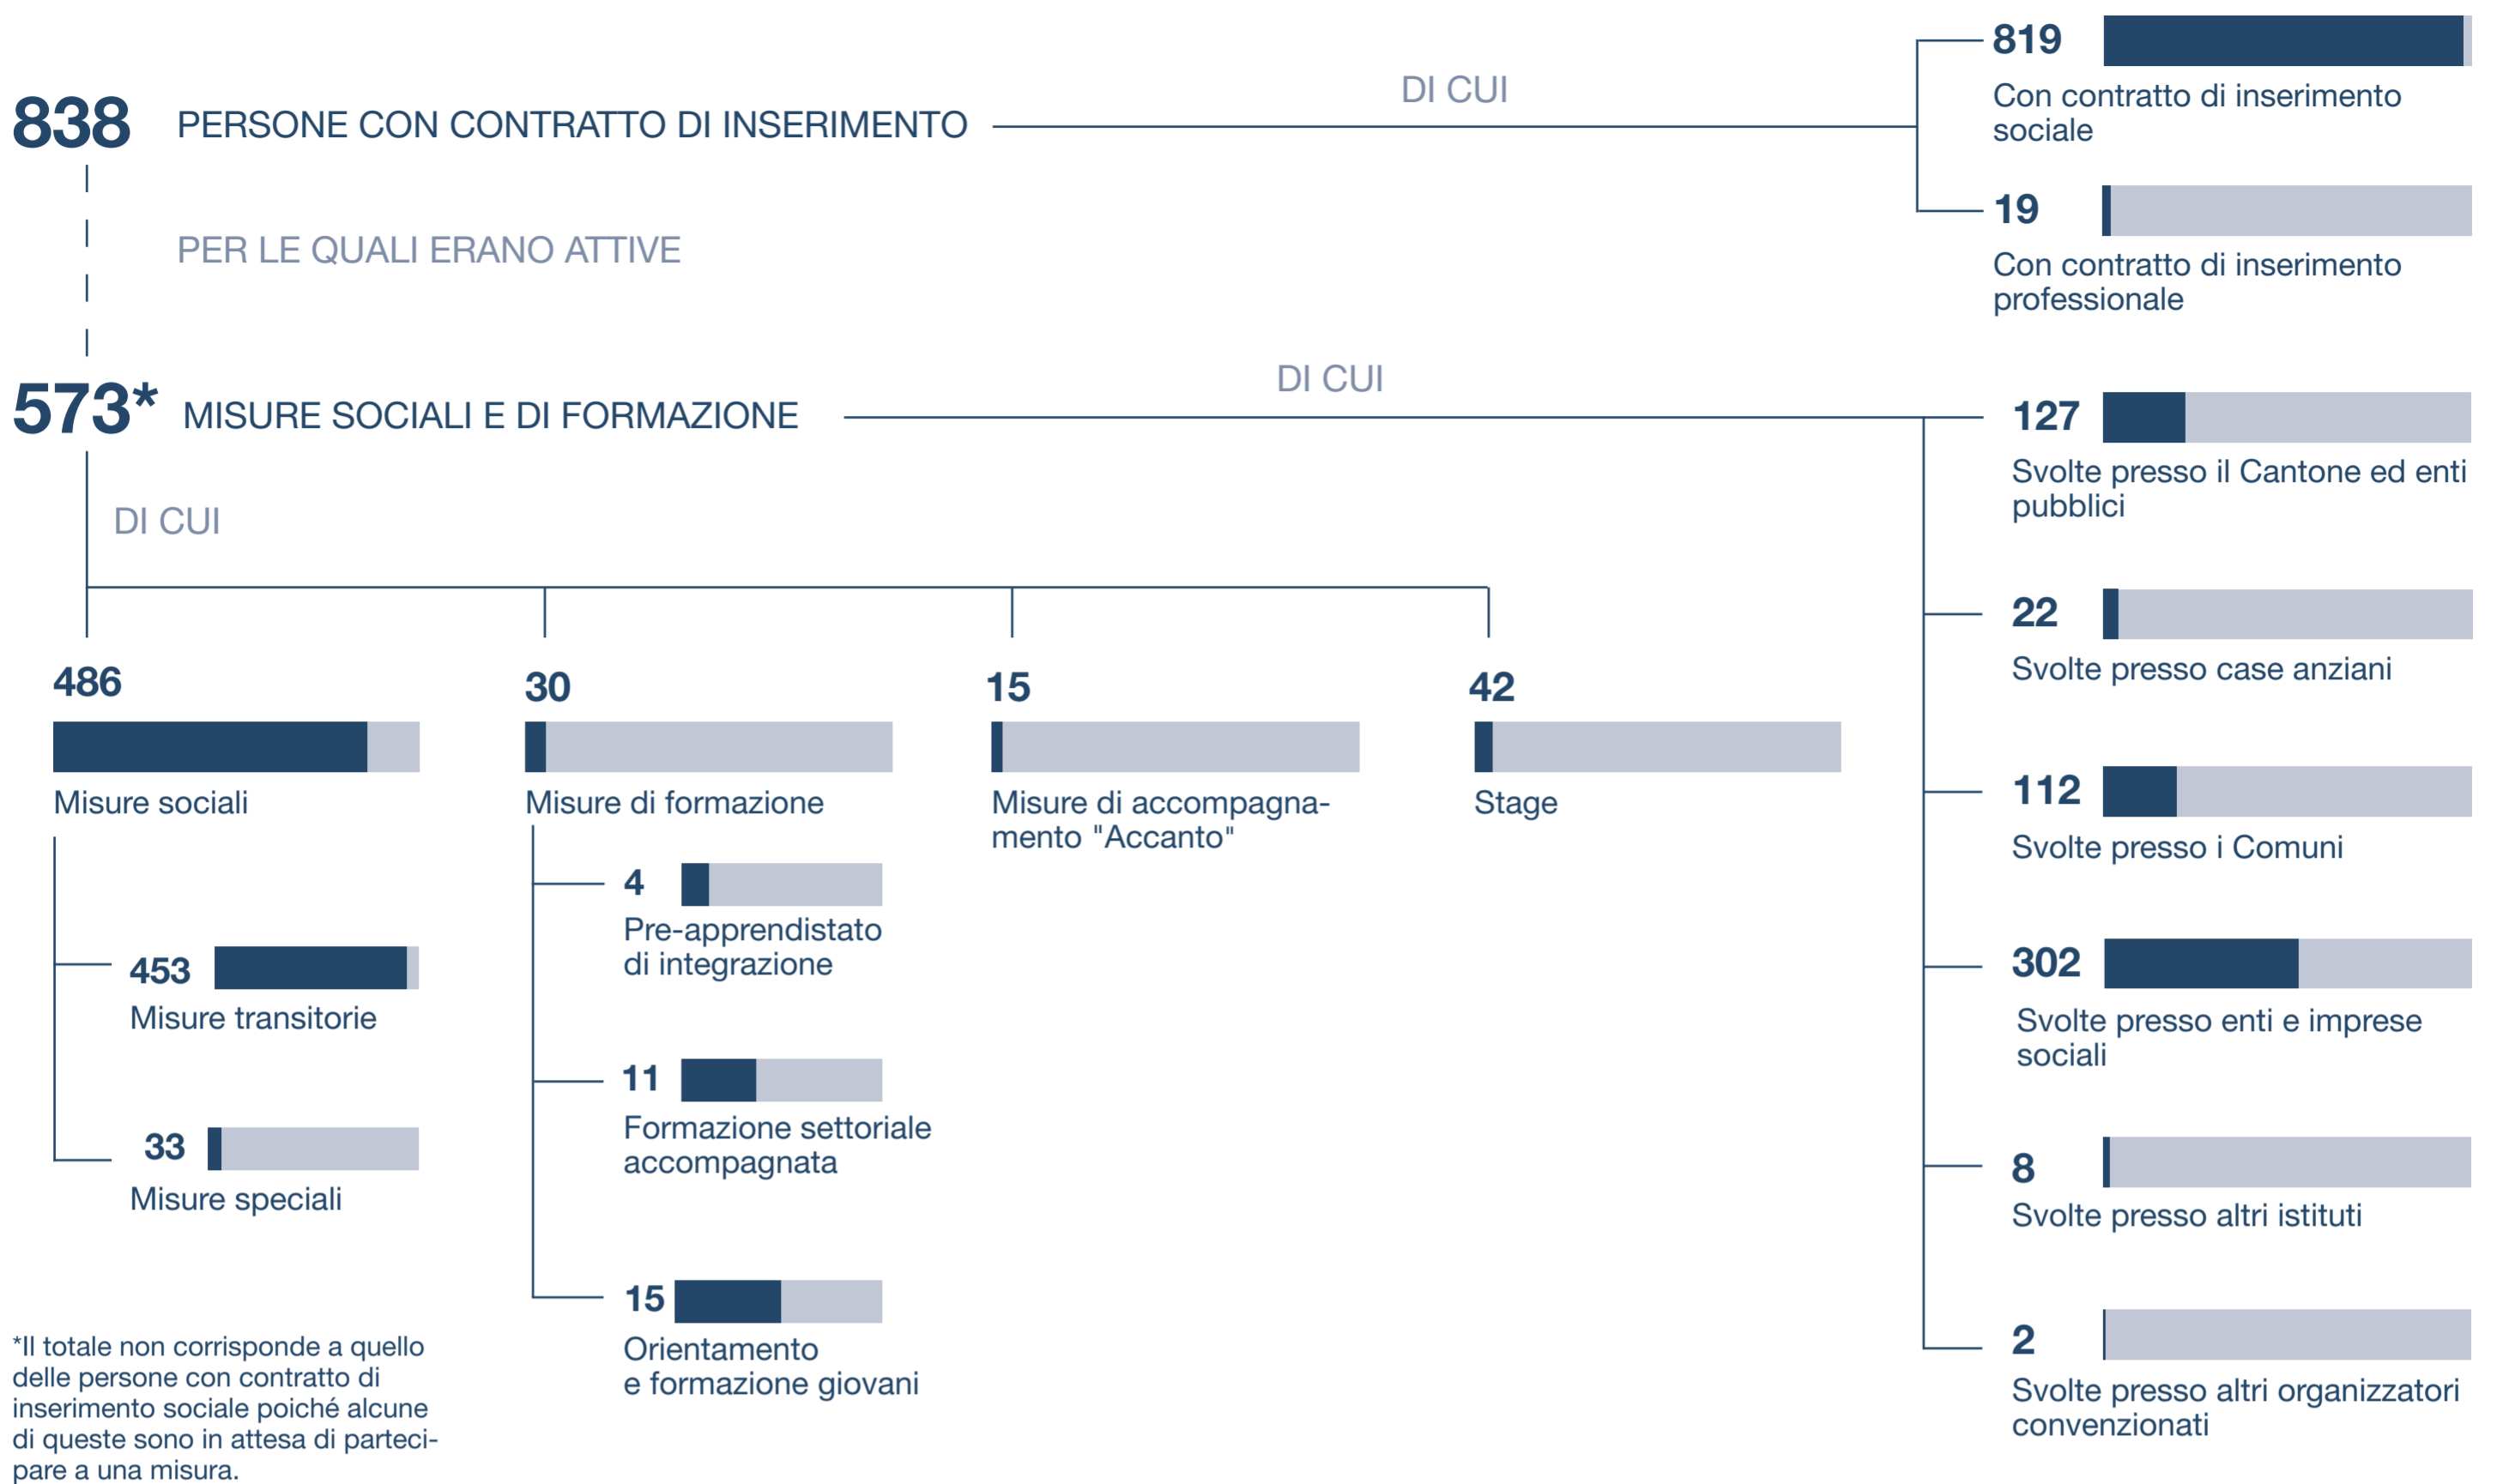 838
PERSONE CON CONTRATTO DI INSERIMENTO
DI CUI
819
Con contratto di inserimento
sociale
19
Con contratto di inserimento
professionale
PER LE QUALI ERANO ATTIVE
573*
MISURE SOCIALI E DI FORMAZIONE
DI CUI
127
Svolte presso il Cantone ed enti
pubblici
22
Svolte presso case anziani
112
Svolte presso i Comuni
302
Svolte presso enti e imprese
sociali
8
Svolte presso altri istituti
2
Svolte presso altri organizzatori
convenzionati
DI CUI
486
Misure sociali
453
Misure transitorie
33
Misure speciali
30
Misure di formazione
4
Pre-apprendistato
di integrazione
11
Formazione settoriale
accompagnata
15
Orientamento
e formazione giovani
15
Misure di accompagna-
mento "Accanto"
42
Stage
*Il totale non corrisponde a quello
delle persone con contratto di
inserimento sociale poiché alcune
di queste sono in attesa di parteci-
pare a una misura.